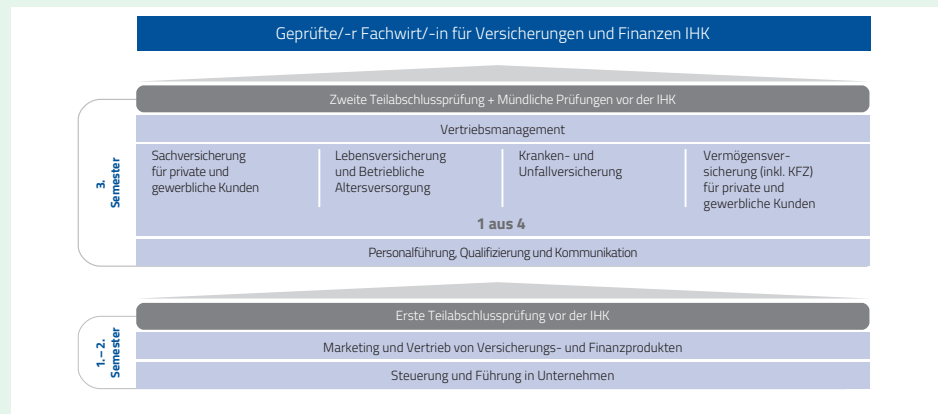 Geprüfte/-r Fachwirt/-in für Versicherungen und Finanzen IHK
Zweite Teilabschlussprüfung + Mündliche Prüfungen vor der IHK
Vertriebsmanagement
3.
Semester
Sachversicherung
für private und
gewerbliche Kunden
Lebensversicherung
und Betriebliche
Altersversorgung
Kranken- und
Unfallversicherung
Vermögensver-
sicherung (inkl. KFZ)
für private und
gewerbliche Kunden
1 aus 4
Personalführung, Qualifizierung und Kommunikation
1.– 2.
Semester
Erste Teilabschlussprüfung vor der IHK
Marketing und Vertrieb von Versicherungs- und Finanzprodukten
Steuerung und Führung in Unternehmen